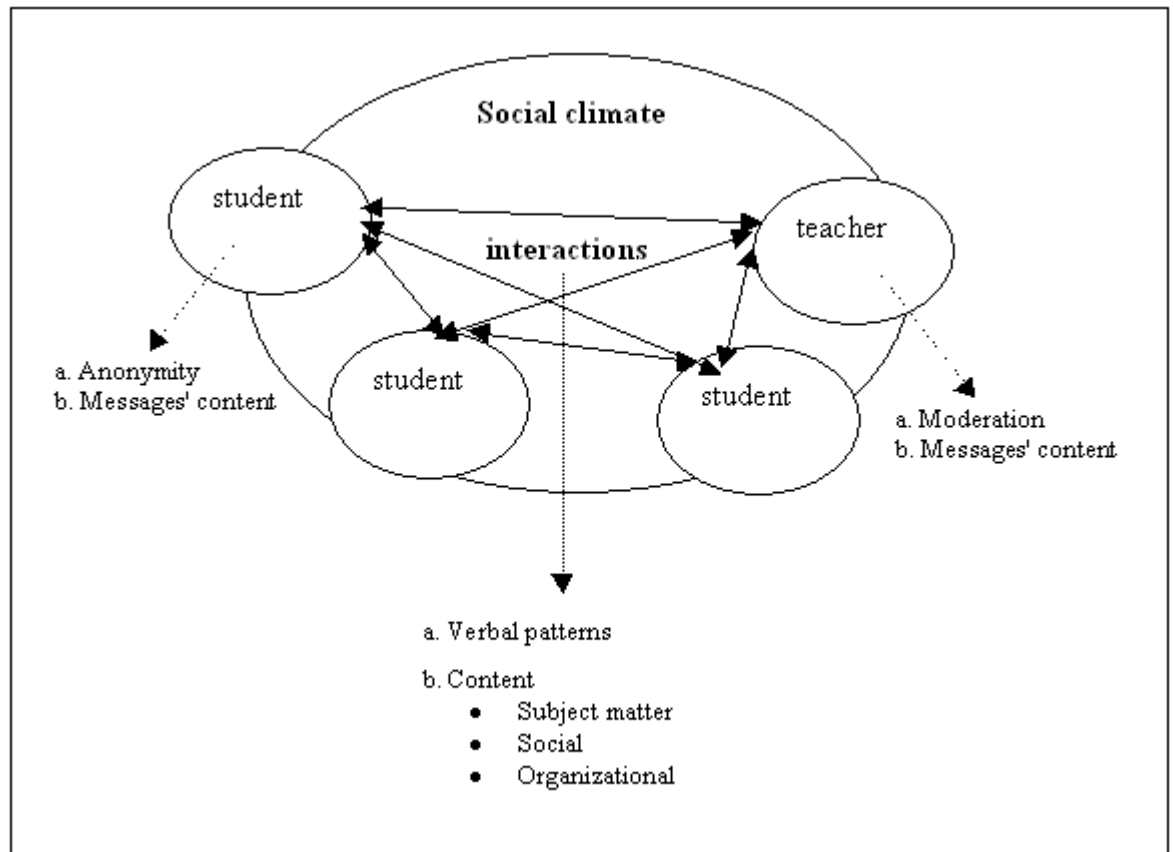 Social climate
student
teacher
interactions
student
student
a. Anonymity
b. Messages' content
a. Moderation
b. Messages' content
a. Verbal patterns
b. Content
● Subject matter
● Social
● Organizational